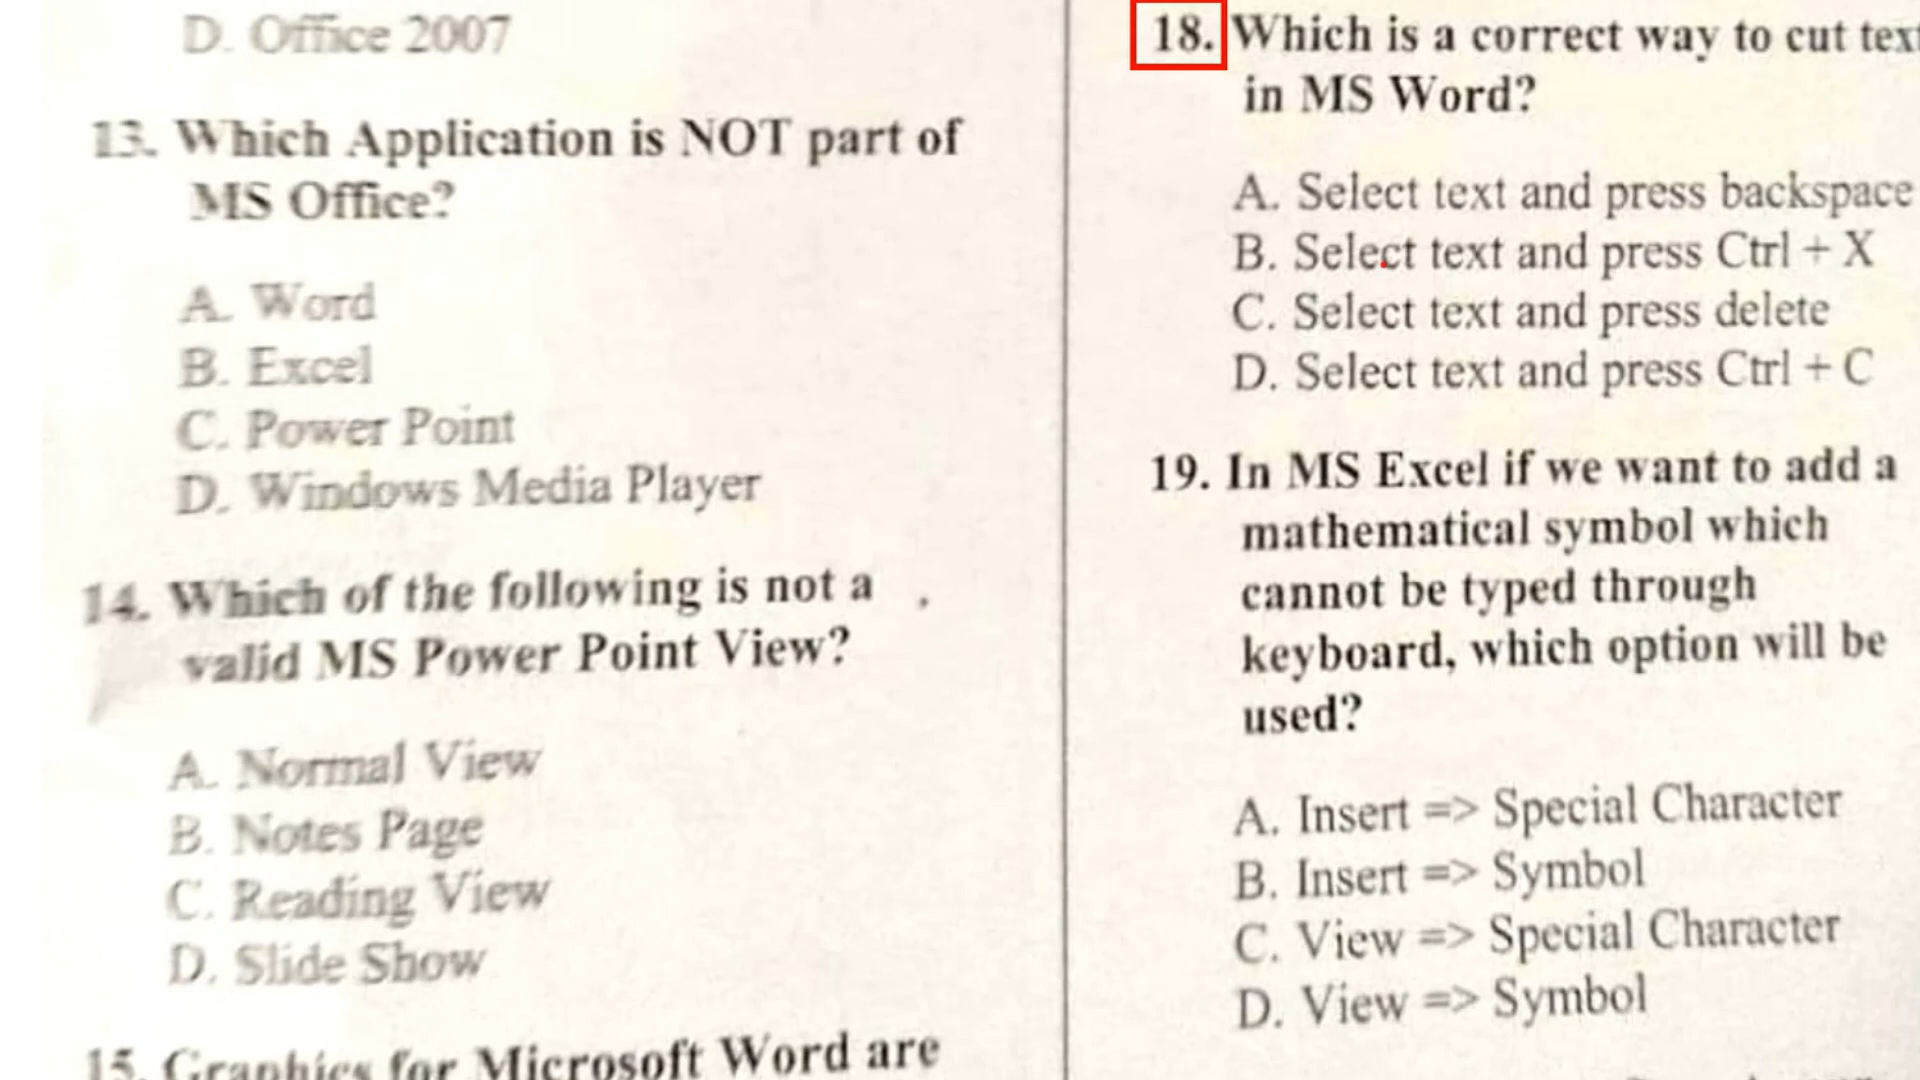 D. Office 2007
13. Which Application is NOT part of
MS Office?
A. Word
B. Excel
C. Power Point
D. Windows Media Player
14. Which of the following is not a
valid MS Power Point View?
A. Normal View
B. Notes Page
C. Reading View
D. Slide Show
15. Graphics for Microsoft Word are
18. Which is a correct way to cut text
in MS Word?
A. Select text and press backspace
B. Select text and press Ctrl + X
C. Select text and press delete
D. Select text and press Ctrl + C
19. In MS Excel if we want to add a
mathematical symbol which
cannot be typed through
keyboard, which option will be
used?
A. Insert => Special Character
B. Insert => Symbol
C. View => Special Character
D. View => Symbol